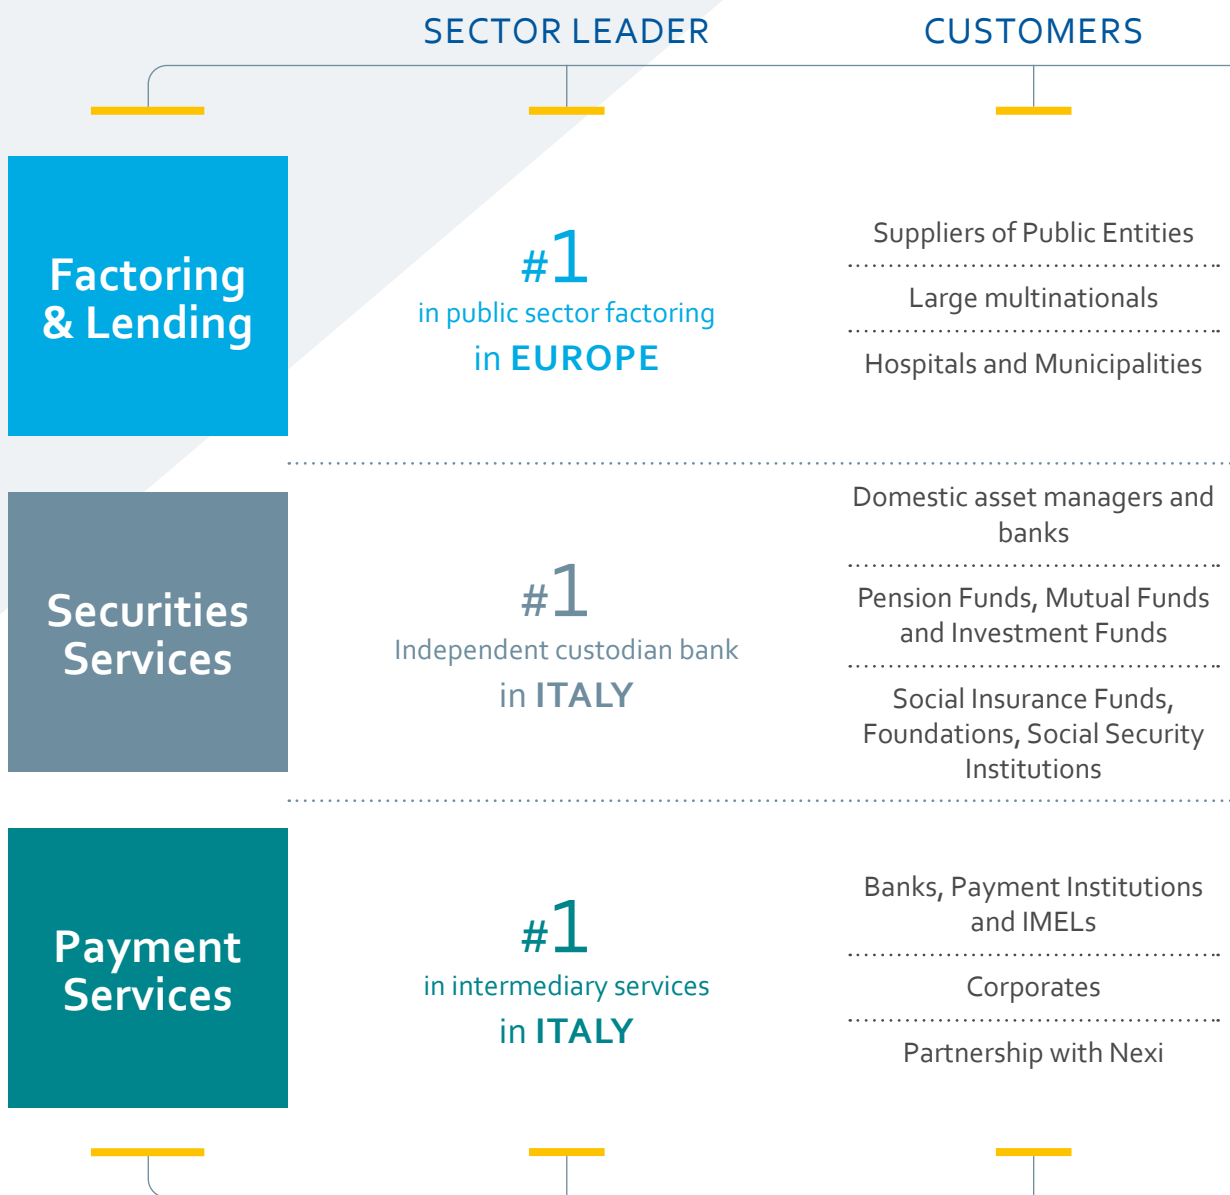 SECTOR LEADER
CUSTOMERS
Factoring
& Lending
#1
in public sector factoring
in EUROPE
Suppliers of Public Entities
Large multinationals
Hospitals and Municipalities
Securities
Services
#1
Independent custodian bank
in ITALY
Domestic asset managers and
banks
Pension Funds, Mutual Funds
and Investment Funds
Social Insurance Funds,
Foundations, Social Security
Institutions
Payment
Services
#1
in intermediary services
in ITALY
Banks, Payment Institutions
and IMELs
Corporates
Partnership with Nexi